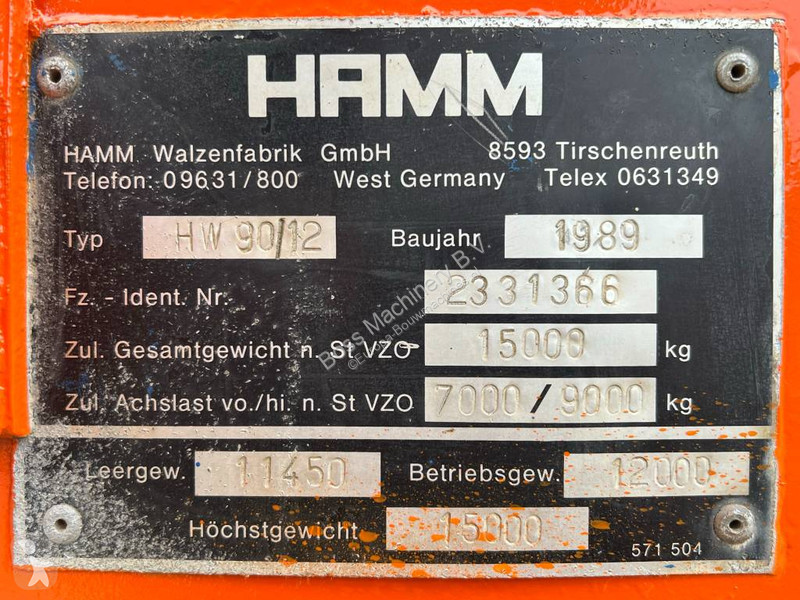 HAMM
HAMM Walzenfabrik GmbH 8593 Tirschenreuth
Telefon: 09631/800 West Germany Telex 0631349
Typ HW 90/12 Baujahr 1989
Fz. - Ident. Nr. 2331366
Zul. Gesamtgewicht n. St VZO 15000 kg
Zul. Achslast vo./hi. n. St VZO 7000 / 9000 kg
Leergew. 11450 Betriebsgew. 12000
Höchstgewicht 15000
571 504
Boss Machinery B.V.